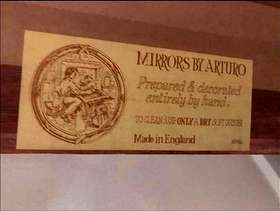 MIRRORS BY ARTURO
Prepared & decorated
entirely by hand.
TO CLEAN USE ONLY A DRY SOFT DUSTER
Made in England